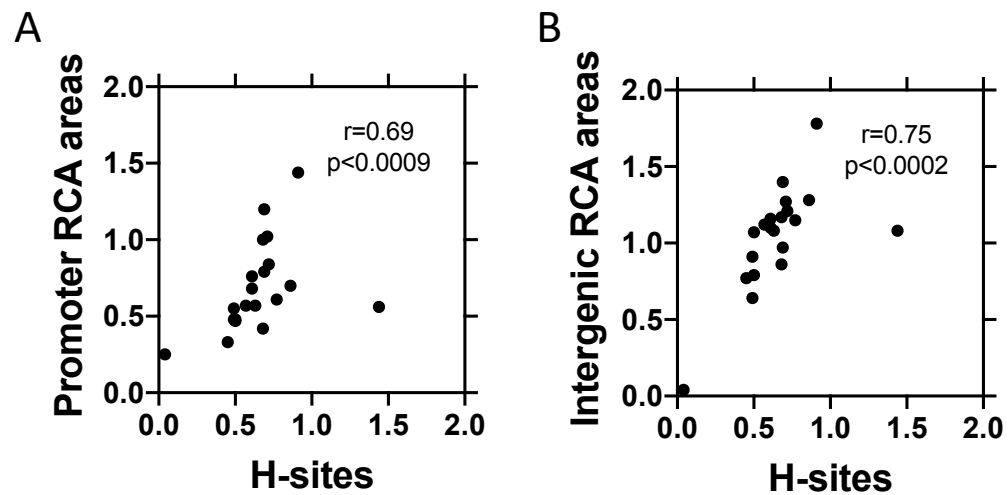 A
Promoter RCA areas
2.0
1.5
1.0
0.5
0.0
r=0.69
p<0.0009
0.0 0.5 1.0 1.5 2.0
H-sites
B
Intergenic RCA areas
2.0
1.5
1.0
0.5
0.0
r=0.75
p<0.0002
0.0 0.5 1.0 1.5 2.0
H-sites